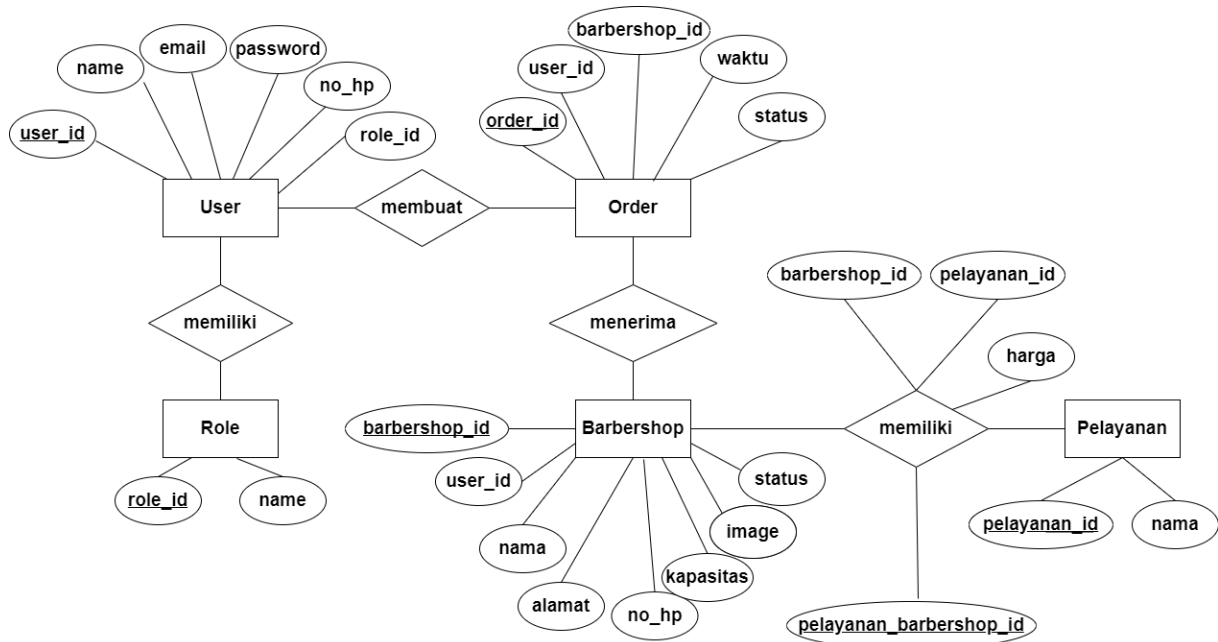 barbershop_id
email
password
user_id
waktu
name
no_hp
order_id
status
user_id
role_id
User
membuat
Order
barbershop_id
pelayanan_id
memiliki
menerima
harga
Role
barbershop_id
Barbershop
memiliki
Pelayanan
user_id
status
role_id
name
pelayanan_id
nama
nama
image
alamat
kapasitas
no_hp
pelayanan_barbershop_id